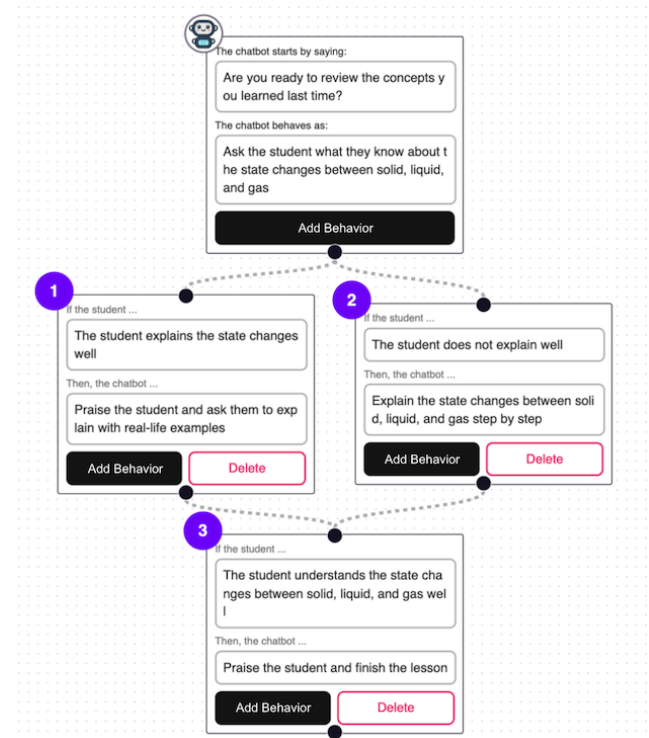 The chatbot starts by saying:
Are you ready to review the concepts y
ou learned last time?
The chatbot behaves as:
Ask the student what they know about t
he state changes between solid, liquid,
and gas
Add Behavior
1
If the student ...
The student explains the state changes
well
Then, the chatbot ...
Praise the student and ask them to exp
lain with real-life examples
Add Behavior
Delete
2
If the student ...
The student does not explain well
Then, the chatbot ...
Explain the state changes between soli
d, liquid, and gas step by step
Add Behavior
Delete
3
If the student ...
The student understands the state cha
nges between solid, liquid, and gas wel
l
Then, the chatbot ...
Praise the student and finish the lesson
Add Behavior
Delete